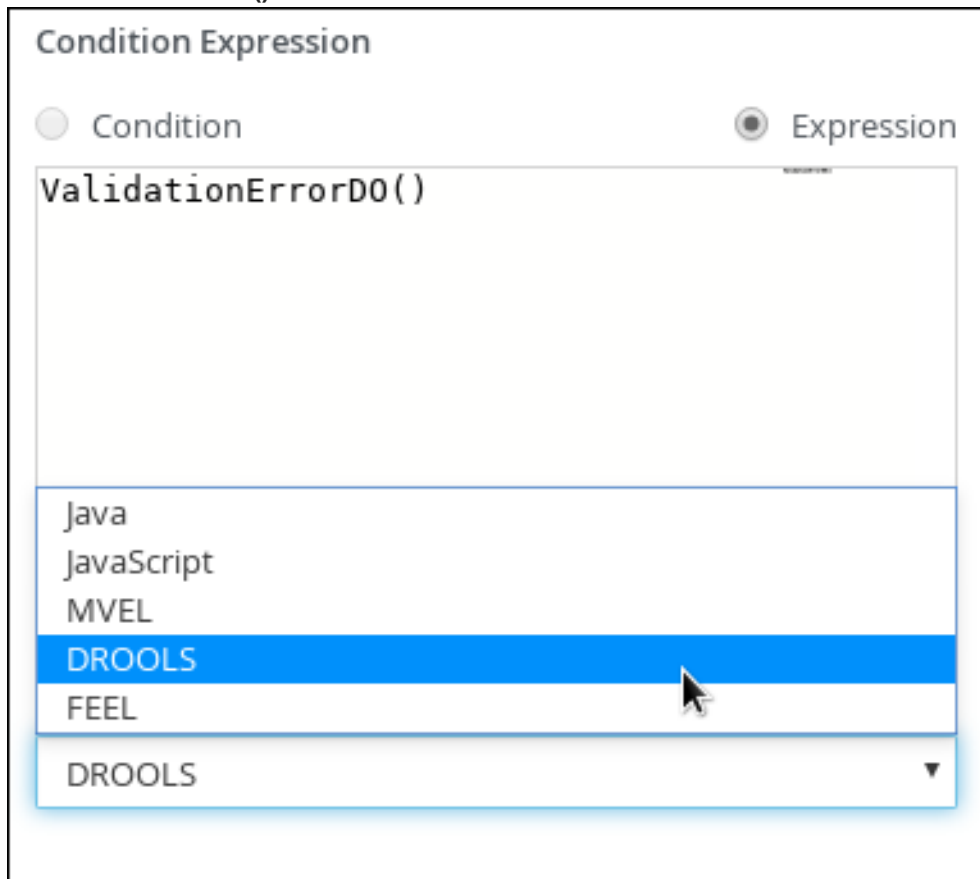 ()
Condition Expression
Condition
Expression
ValidationErrorDO()
Java
JavaScript
MVEL
DROOLS
FEEL
DROOLS